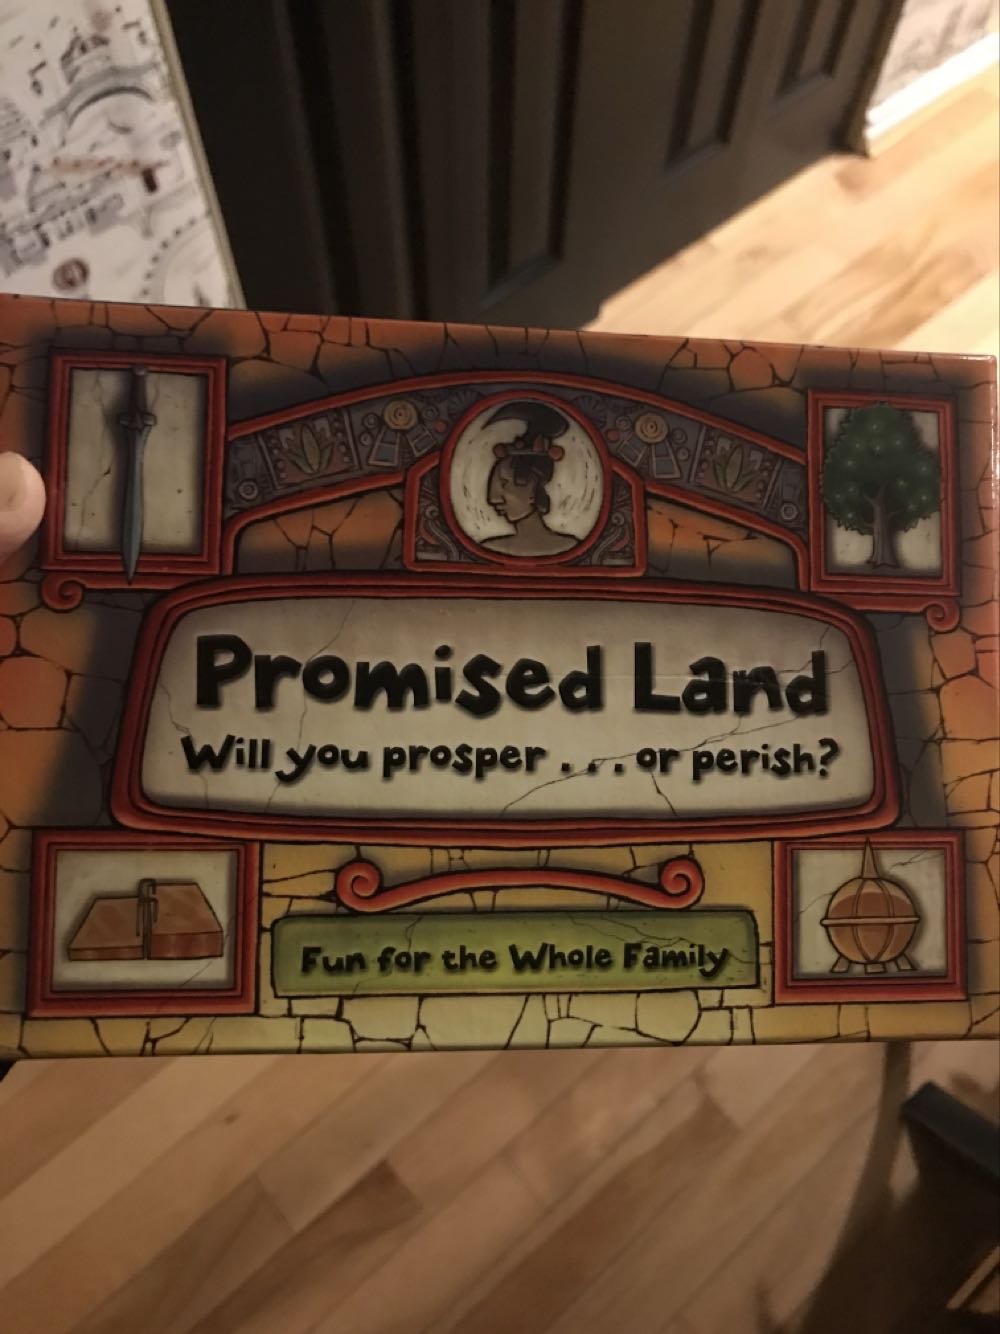 Promised Land
Will you prosper . . . or perish?
Fun for the Whole Family